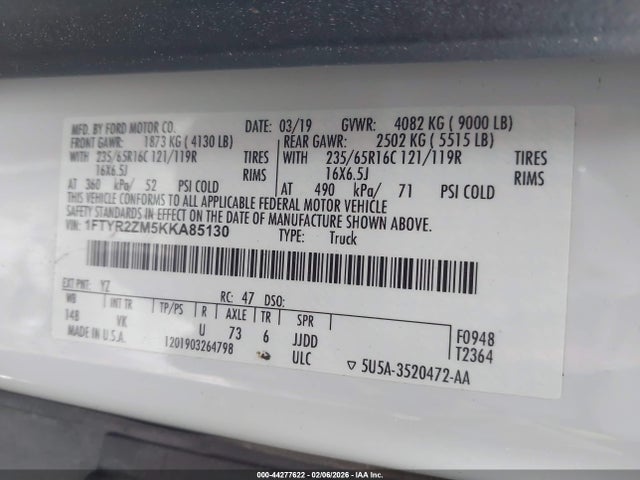 MFD. BY FORD MOTOR CO. DATE: 03/19 GVWR: 4082 KG ( 9000 LB)
FRONT GAWR: 1873 KG ( 4130 LB) REAR GAWR: 2502 KG ( 5515 LB)
WITH 235/65R16C 121/119R TIRES WITH 235/65R16C 121/119R TIRES
16X6.5J RIMS 16X6.5J RIMS
AT 360 kPa/ 52 PSI COLD AT 490 kPa/ 71 PSI COLD
THIS VEHICLE CONFORMS TO ALL APPLICABLE FEDERAL MOTOR VEHICLE
SAFETY STANDARDS IN EFFECT ON THE DATE OF MANUFACTURE SHOWN ABOVE.
VIN: 1FTYR2ZM5KKA85130 TYPE: Truck
EXT PNT: YZ RC: 47 DSO:
WB INT TR TP/PS R AXLE TR SPR
148 VK U 73 6 JJDD F0948
MADE IN U.S.A. 1201903264798 ULC T2364
▽ 5U5A-3520472-AA
000-44277622 - 02/06/2026 - IAA Inc.